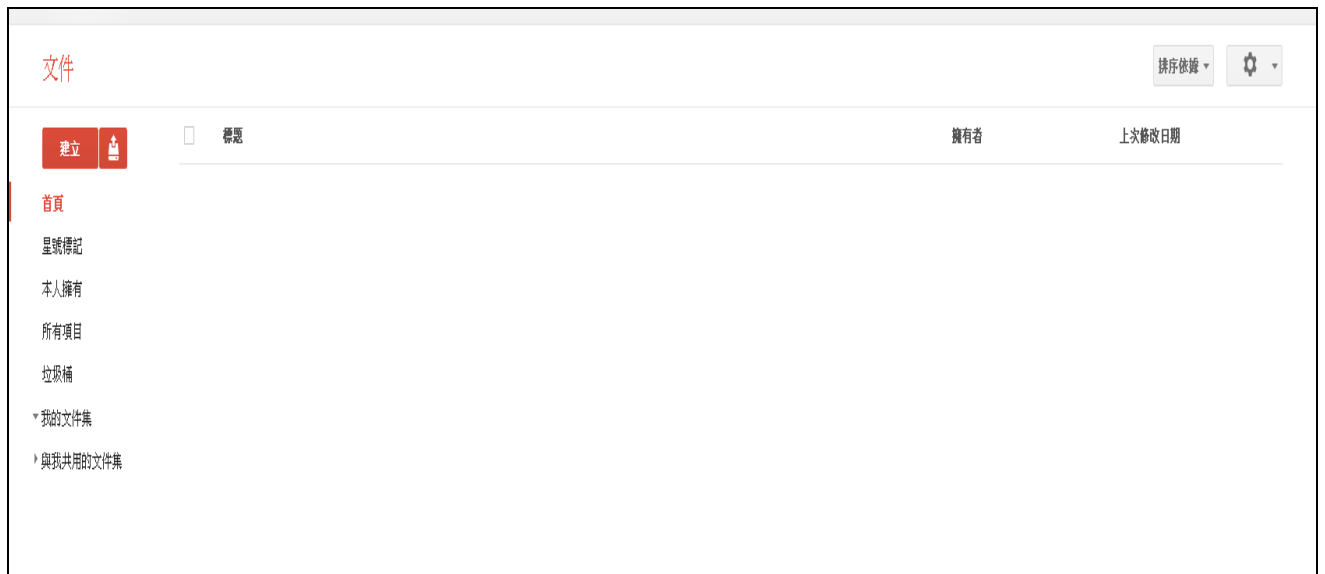 文件
排序依據
建立
標題 擁有者 上次修改日期
首頁
星號標記
本人擁有
所有項目
垃圾桶
我的文件集
與我共用的文件集